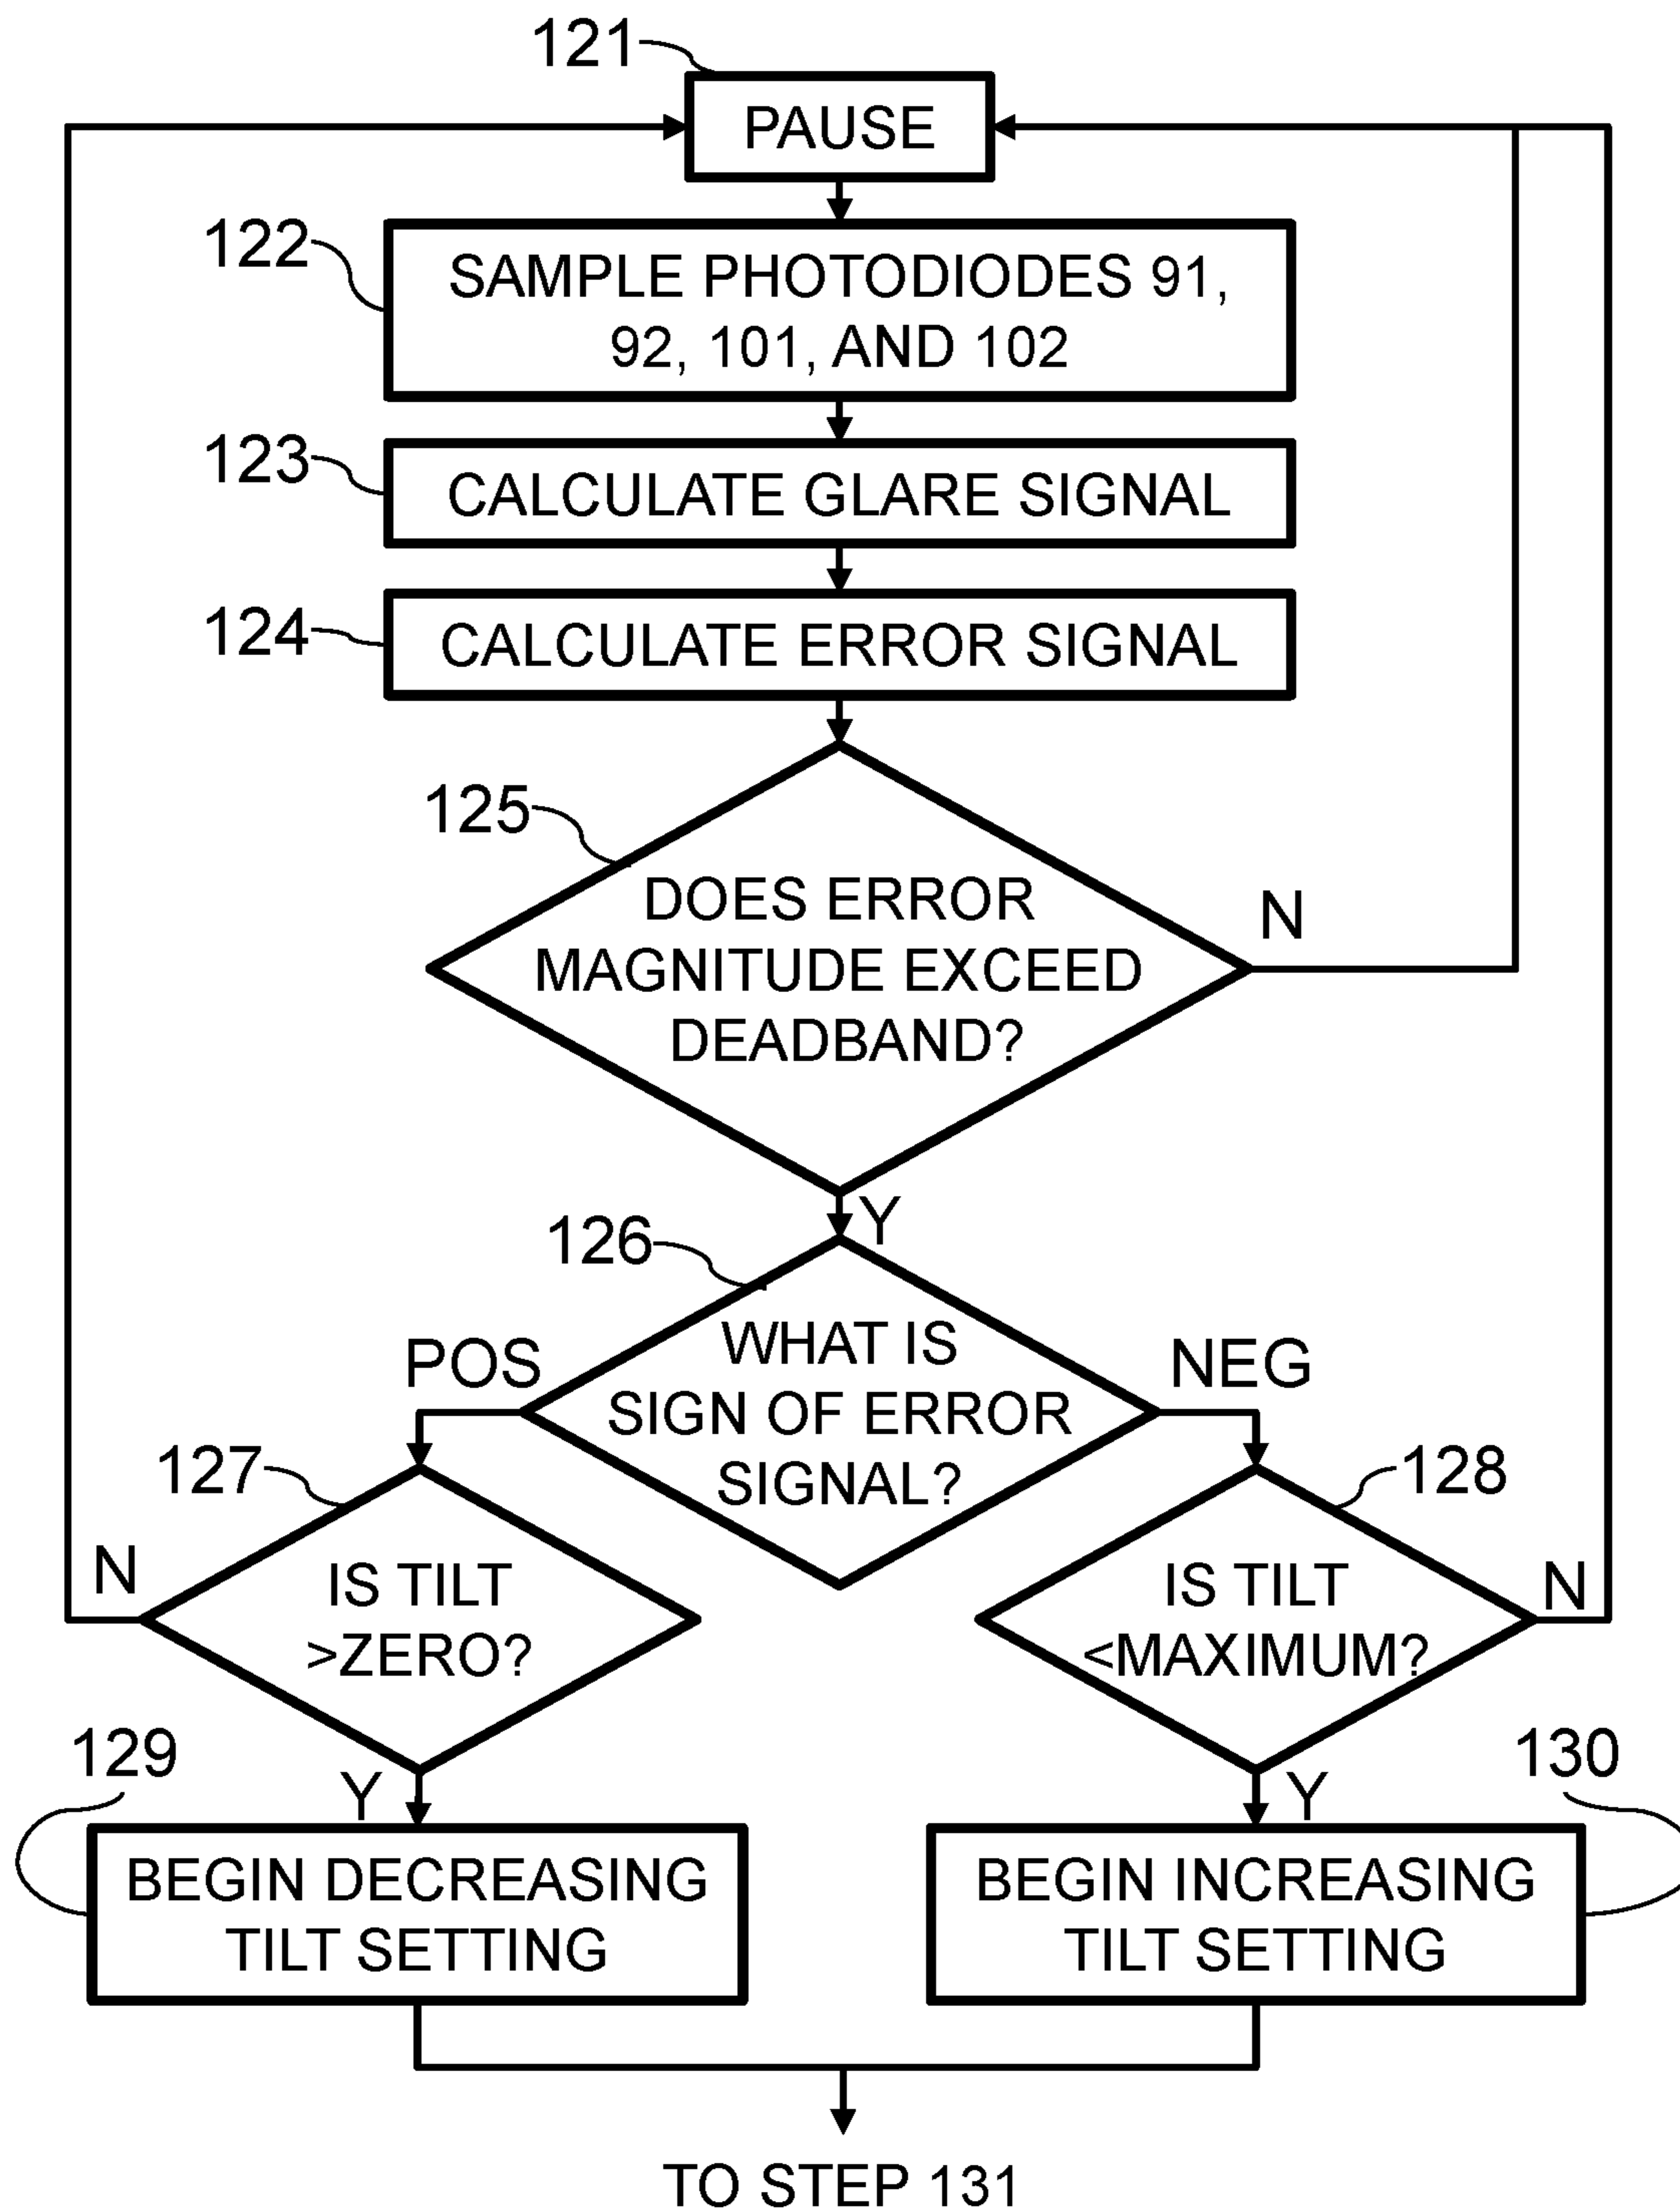 121
PAUSE
122
SAMPLE PHOTODIODES 91,
92, 101, AND 102
123
CALCULATE GLARE SIGNAL
124
CALCULATE ERROR SIGNAL
125
DOES ERROR
MAGNITUDE EXCEED
DEADBAND?
N
Y
126
WHAT IS
SIGN OF ERROR
SIGNAL?
POS
NEG
127
IS TILT
>ZERO?
N
128
IS TILT
<MAXIMUM?
N
129
Y
BEGIN DECREASING
TILT SETTING
130
Y
BEGIN INCREASING
TILT SETTING
TO STEP 131